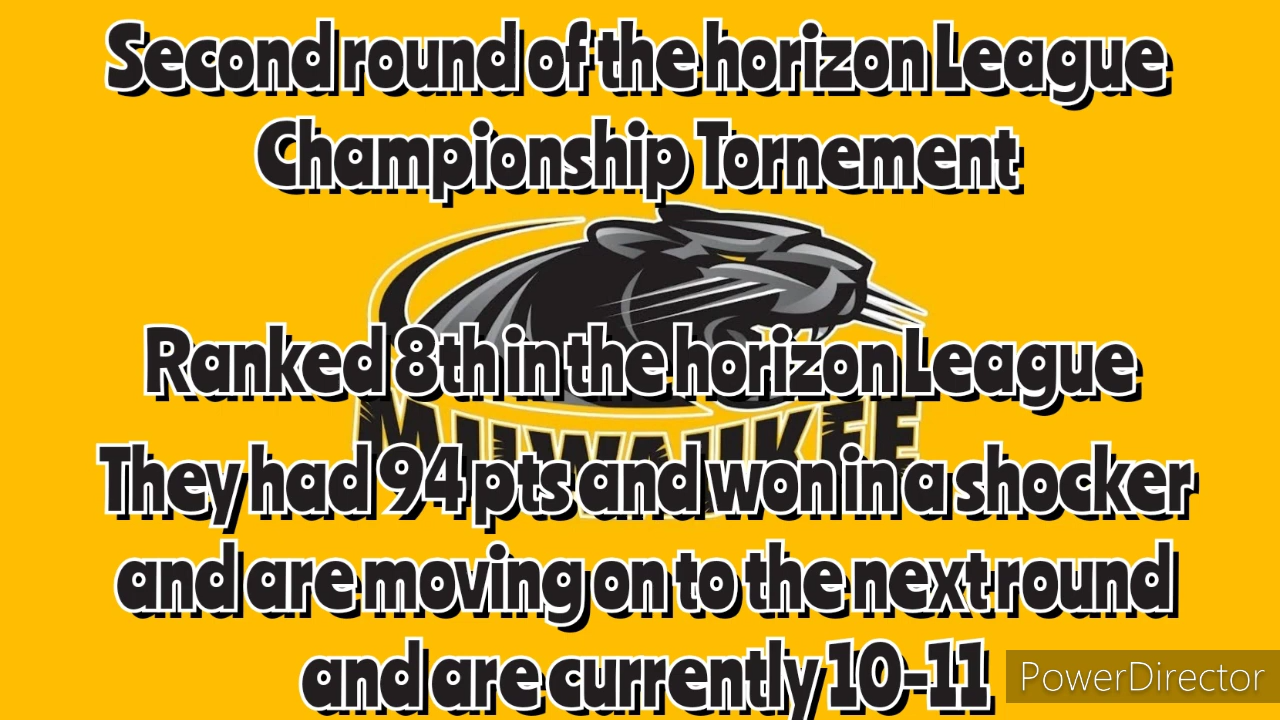 Second round of the horizon League
Championship Tornement
Ranked 8th in the horizon League
MILWAUKEE
They had 94 pts and won in a shocker
and are moving on to the next round
and are currently 10-11
PowerDirector